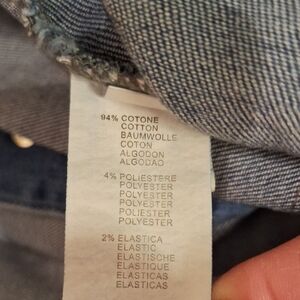 94% COTONE
COTTON
BAUMWOLLE
COTON
ALGODON
ALGODAO
4% POLIESTERE
POLYESTER
POLYESTER
POLYESTER
POLIESTER
POLYESTER
2% ELASTICA
ELASTIC
ELASTISCHE
ELASTIQUE
ELASTICAS
ELASTICAS